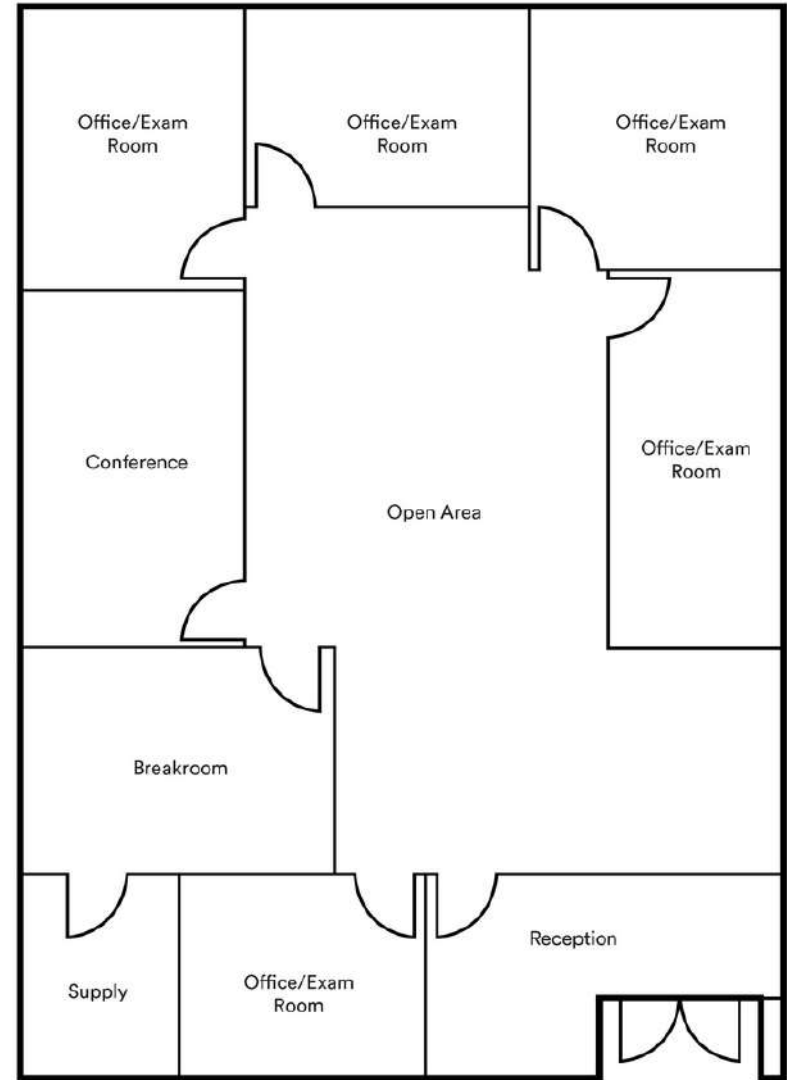 Office/Exam
Room
Office/Exam
Room
Office/Exam
Room
Conference
Office/Exam
Room
Open Area
Breakroom
Reception
Supply
Office/Exam
Room